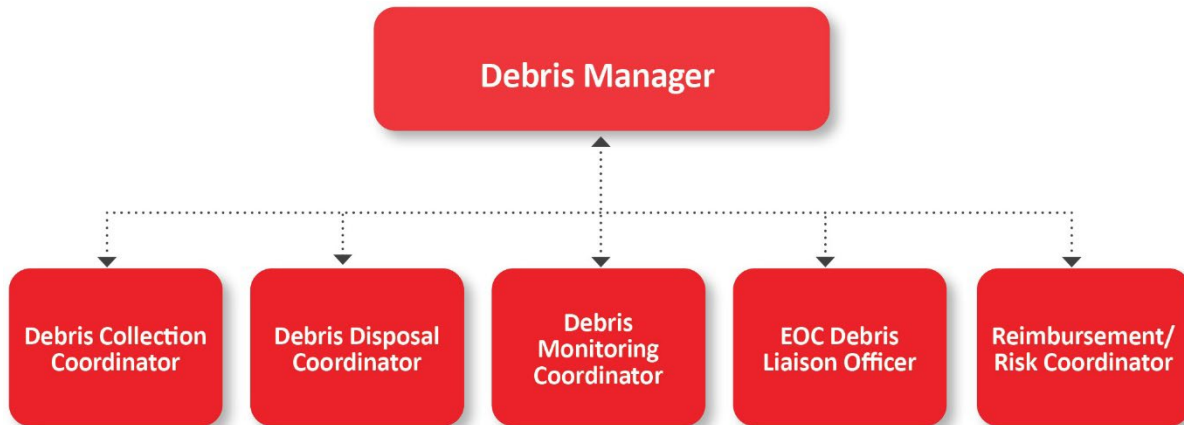 Debris Manager
Debris Collection
Coordinator
Debris Disposal
Coordinator
Debris
Monitoring
Coordinator
EOC Debris
Liaison Officer
Reimbursement/
Risk Coordinator